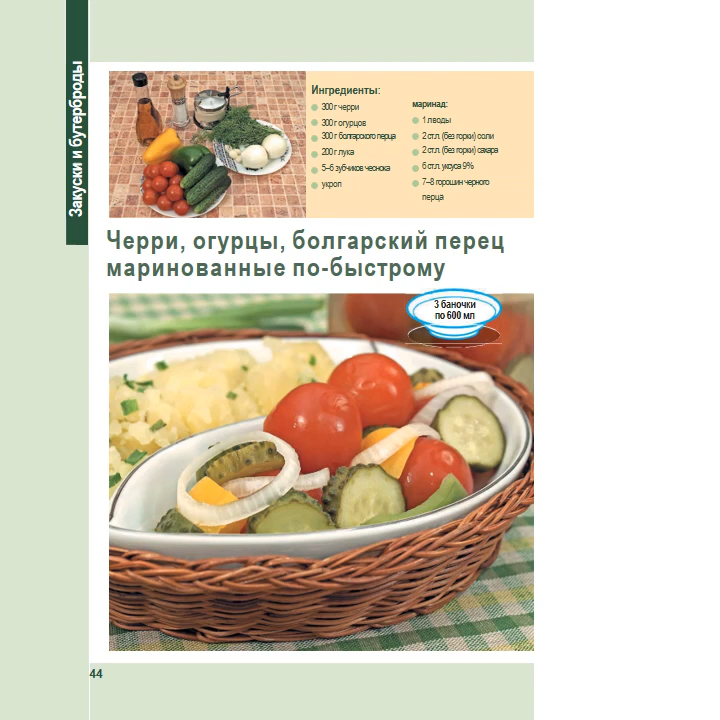 Закуски и бутерброды
Ингредиенты:
300 г черри
300 г огурцов
300 г болгарского перца
200 г лука
5–6 зубчиков чеснока
укроп
маринад:
1 л воды
2 ст.л. (без горки) соли
2 ст.л. (без горки) сахара
6 ст.л. уксуса 9%
7–8 горошин черного
перца
Черри, огурцы, болгарский перец
маринованные по-быстрому
3 баночки
по 600 мл
44